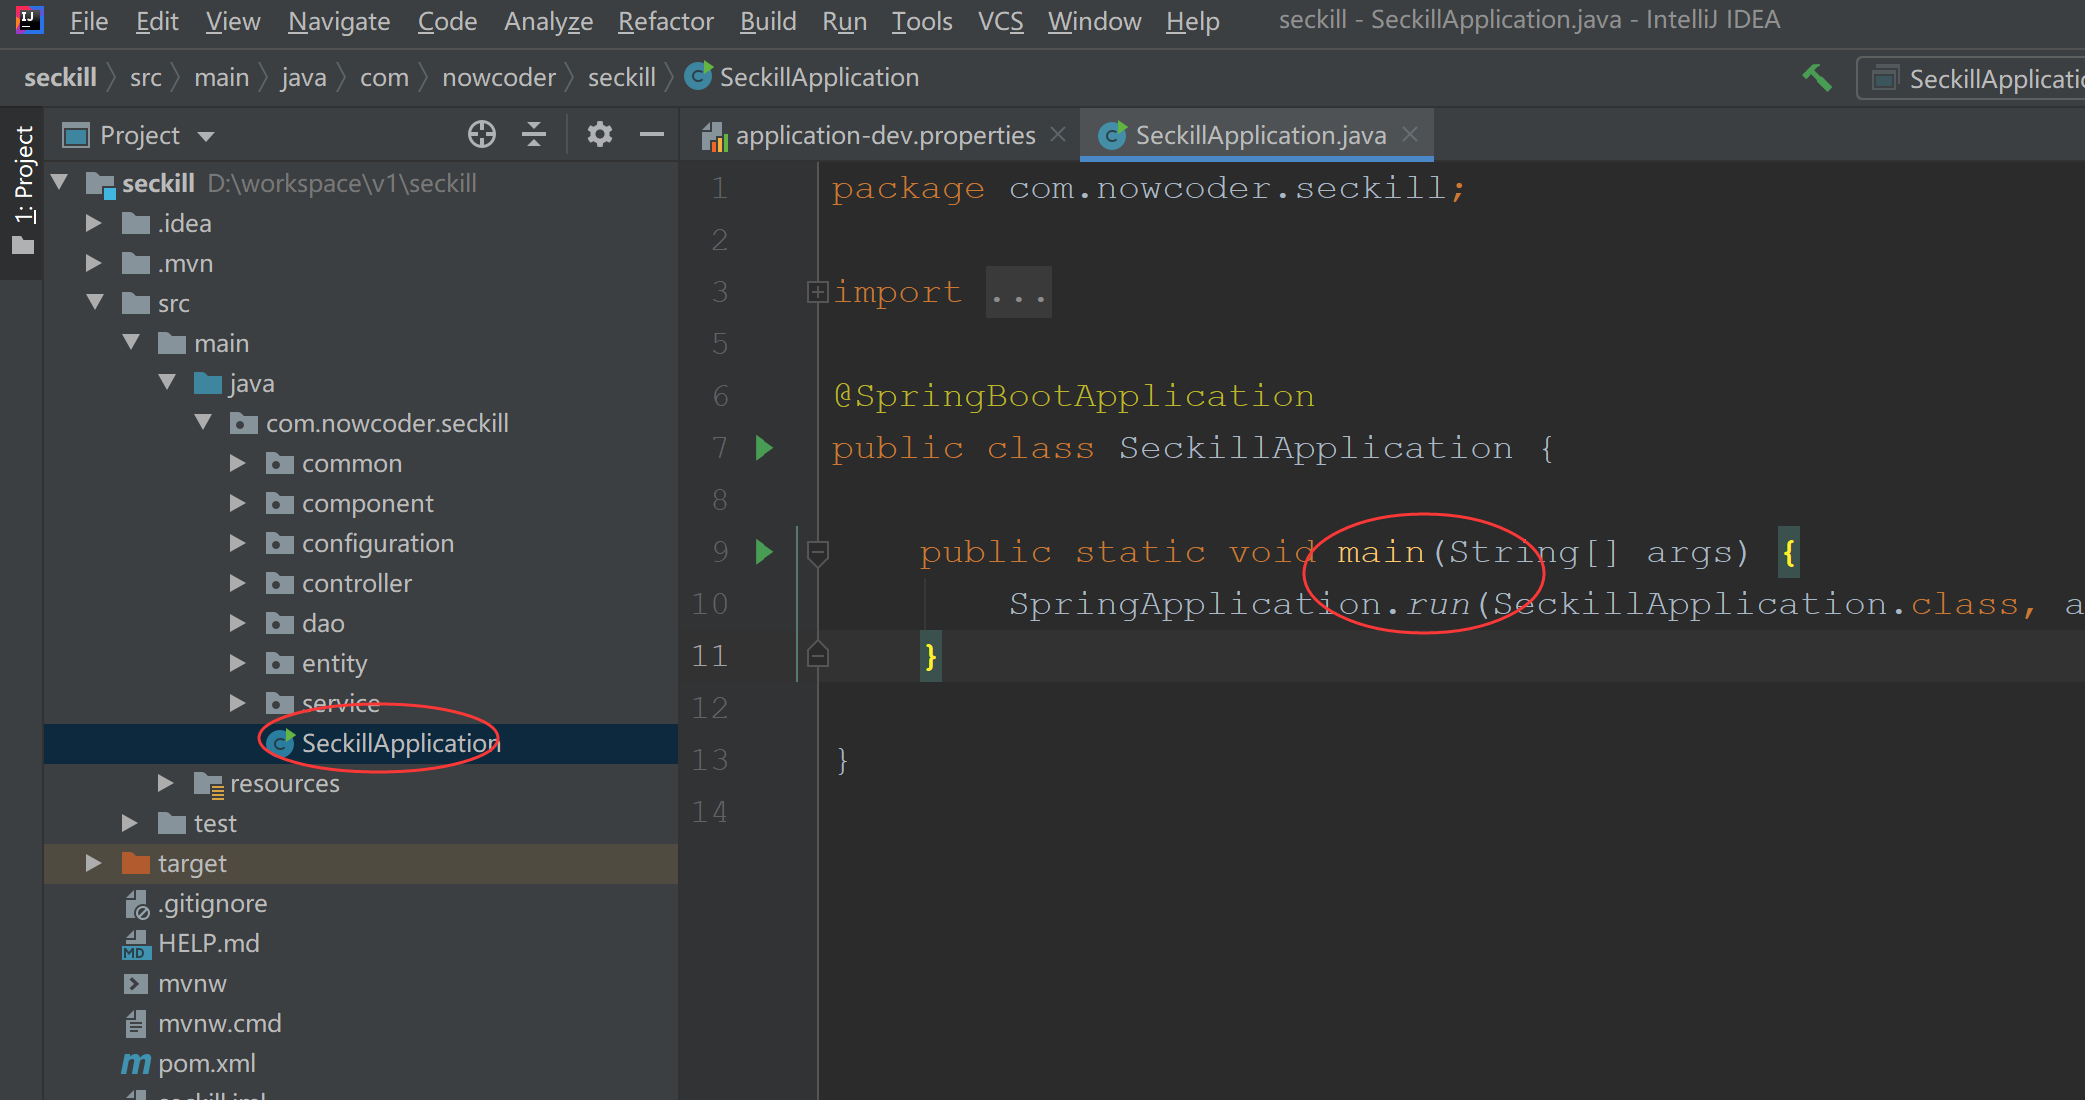 File Edit View Navigate Code Analyze Refactor Build Run Tools VCS Window Help seckill - SeckillApplication.java - IntelliJ IDEA
seckill src main java com nowcoder seckill SeckillApplication
1: Project
Project
seckill D:\workspace\v1\seckill
.idea
.mvn
src
main
java
com.nowcoder.seckill
common
component
configuration
controller
dao
entity
service
SeckillApplication
resources
test
target
.gitignore
HELP.md
mvnw
mvnw.cmd
pom.xml
application-dev.properties SeckillApplication.java
1 package com.nowcoder.seckill;
2
3 import ...
5
6 @SpringBootApplication
7 public class SeckillApplication {
8
9 public static void main(String[] args) {
10 SpringApplication.run(SeckillApplication.class, a
11 }
12
13 }
14